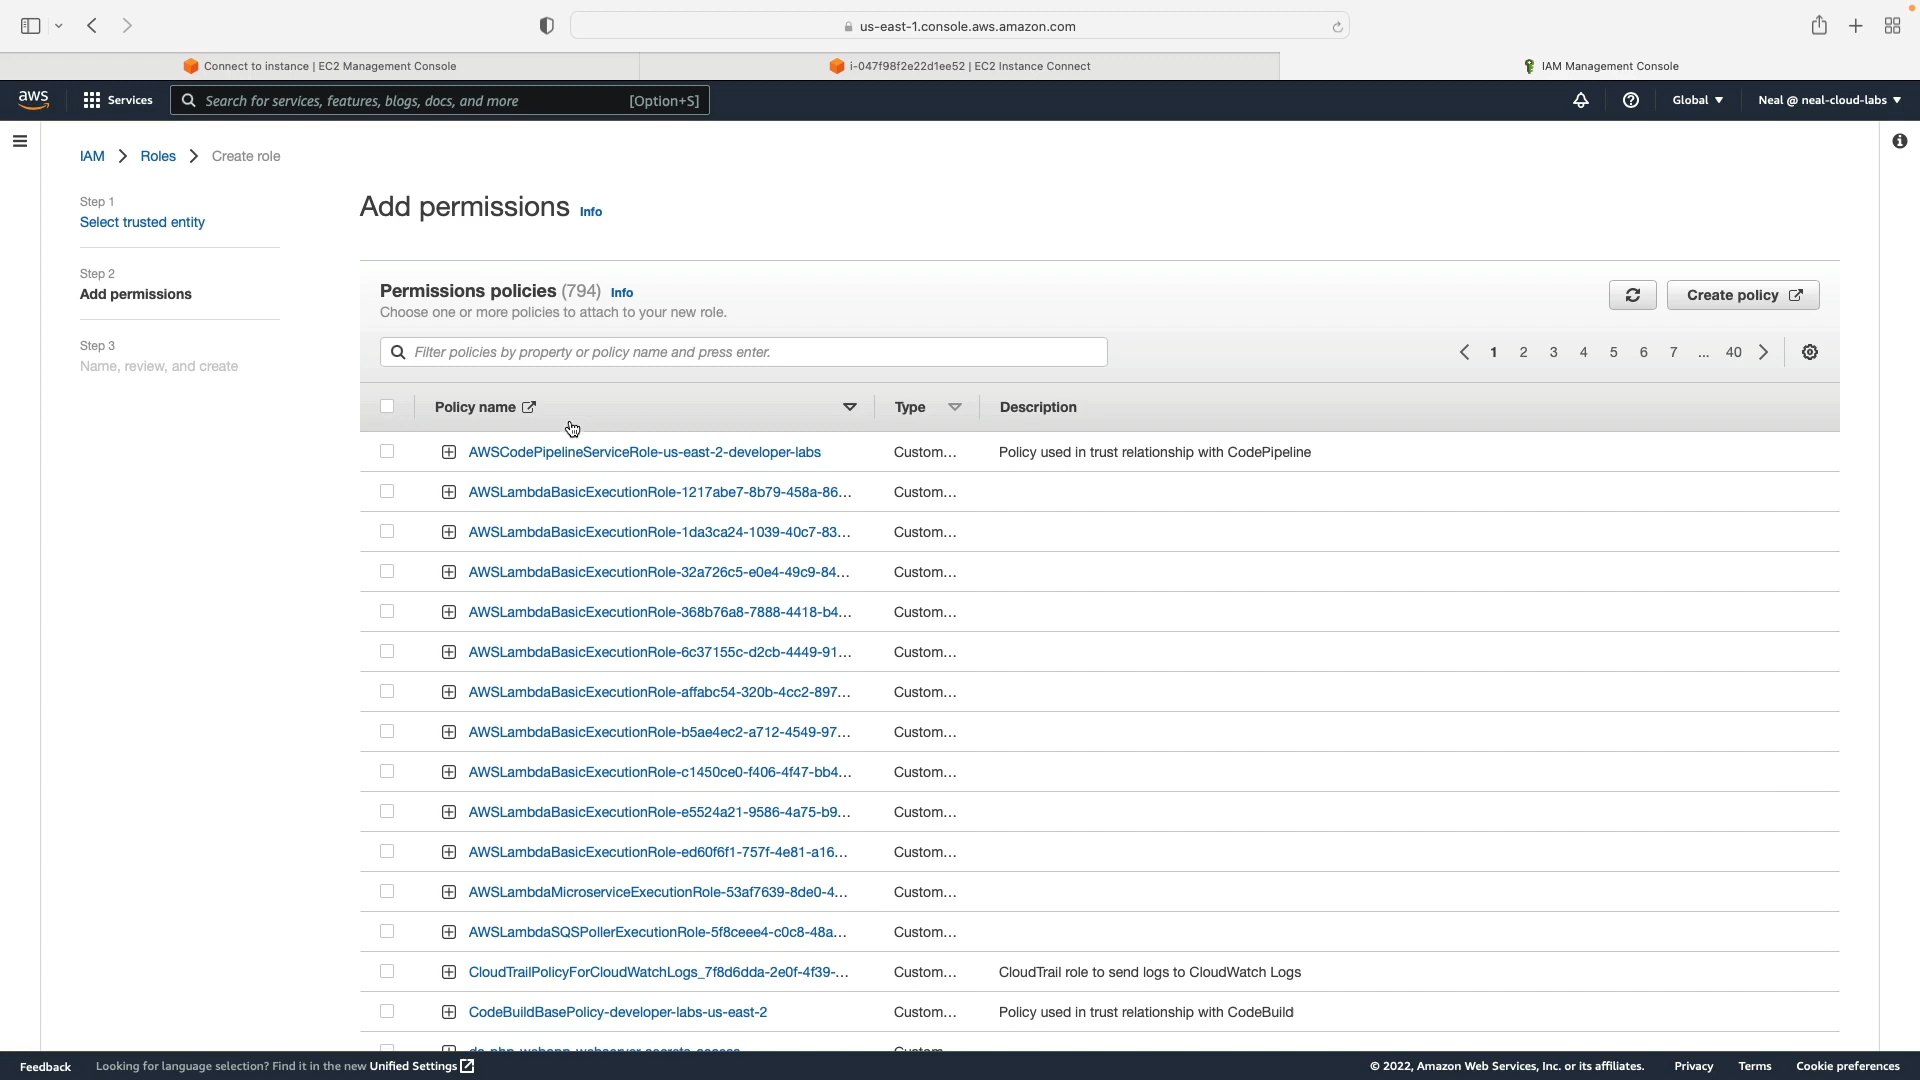 us-east-1.console.aws.amazon.com
Connect to instance | EC2 Management Console
i-047f98f2e22d1ee52 | EC2 Instance Connect
IAM Management Console
aws
Services
Search for services, features, blogs, docs, and more
[Option+S]
Global
Neal @ neal-cloud-labs
IAM
Roles
Create role
Step 1
Select trusted entity
Step 2
Add permissions
Step 3
Name, review, and create
Add permissions Info
Permissions policies (794) Info
Choose one or more policies to attach to your new role.
Create policy
Filter policies by property or policy name and press enter.
1 2 3 4 5 6 7 ... 40
Policy name Type Description
AWSCodePipelineServiceRole-us-east-2-developer-labs Custom... Policy used in trust relationship with CodePipeline
AWSLambdaBasicExecutionRole-1217abe7-8b79-458a-86... Custom...
AWSLambdaBasicExecutionRole-1da3ca24-1039-40c7-83... Custom...
AWSLambdaBasicExecutionRole-32a726c5-e0e4-49c9-84... Custom...
AWSLambdaBasicExecutionRole-368b76a8-7888-4418-b4... Custom...
AWSLambdaBasicExecutionRole-6c37155c-d2cb-4449-91... Custom...
AWSLambdaBasicExecutionRole-affabc54-320b-4cc2-897... Custom...
AWSLambdaBasicExecutionRole-b5ae4ec2-a712-4549-97... Custom...
AWSLambdaBasicExecutionRole-c1450ce0-f406-4f47-bb4... Custom...
AWSLambdaBasicExecutionRole-e5524a21-9586-4a75-b9... Custom...
AWSLambdaBasicExecutionRole-ed60f6f1-757f-4e81-a16... Custom...
AWSLambdaMicroserviceExecutionRole-53af7639-8de0-4... Custom...
AWSLambdaSQSPollerExecutionRole-5f8ceee4-c0c8-48a... Custom...
CloudTrailPolicyForCloudWatchLogs_7f8d6dda-2e0f-4f39-... Custom... CloudTrail role to send logs to CloudWatch Logs
CodeBuildBasePolicy-developer-labs-us-east-2 Custom... Policy used in trust relationship with CodeBuild
Feedback
Looking for language selection? Find it in the new Unified Settings
© 2022, Amazon Web Services, Inc. or its affiliates.
Privacy
Terms
Cookie preferences